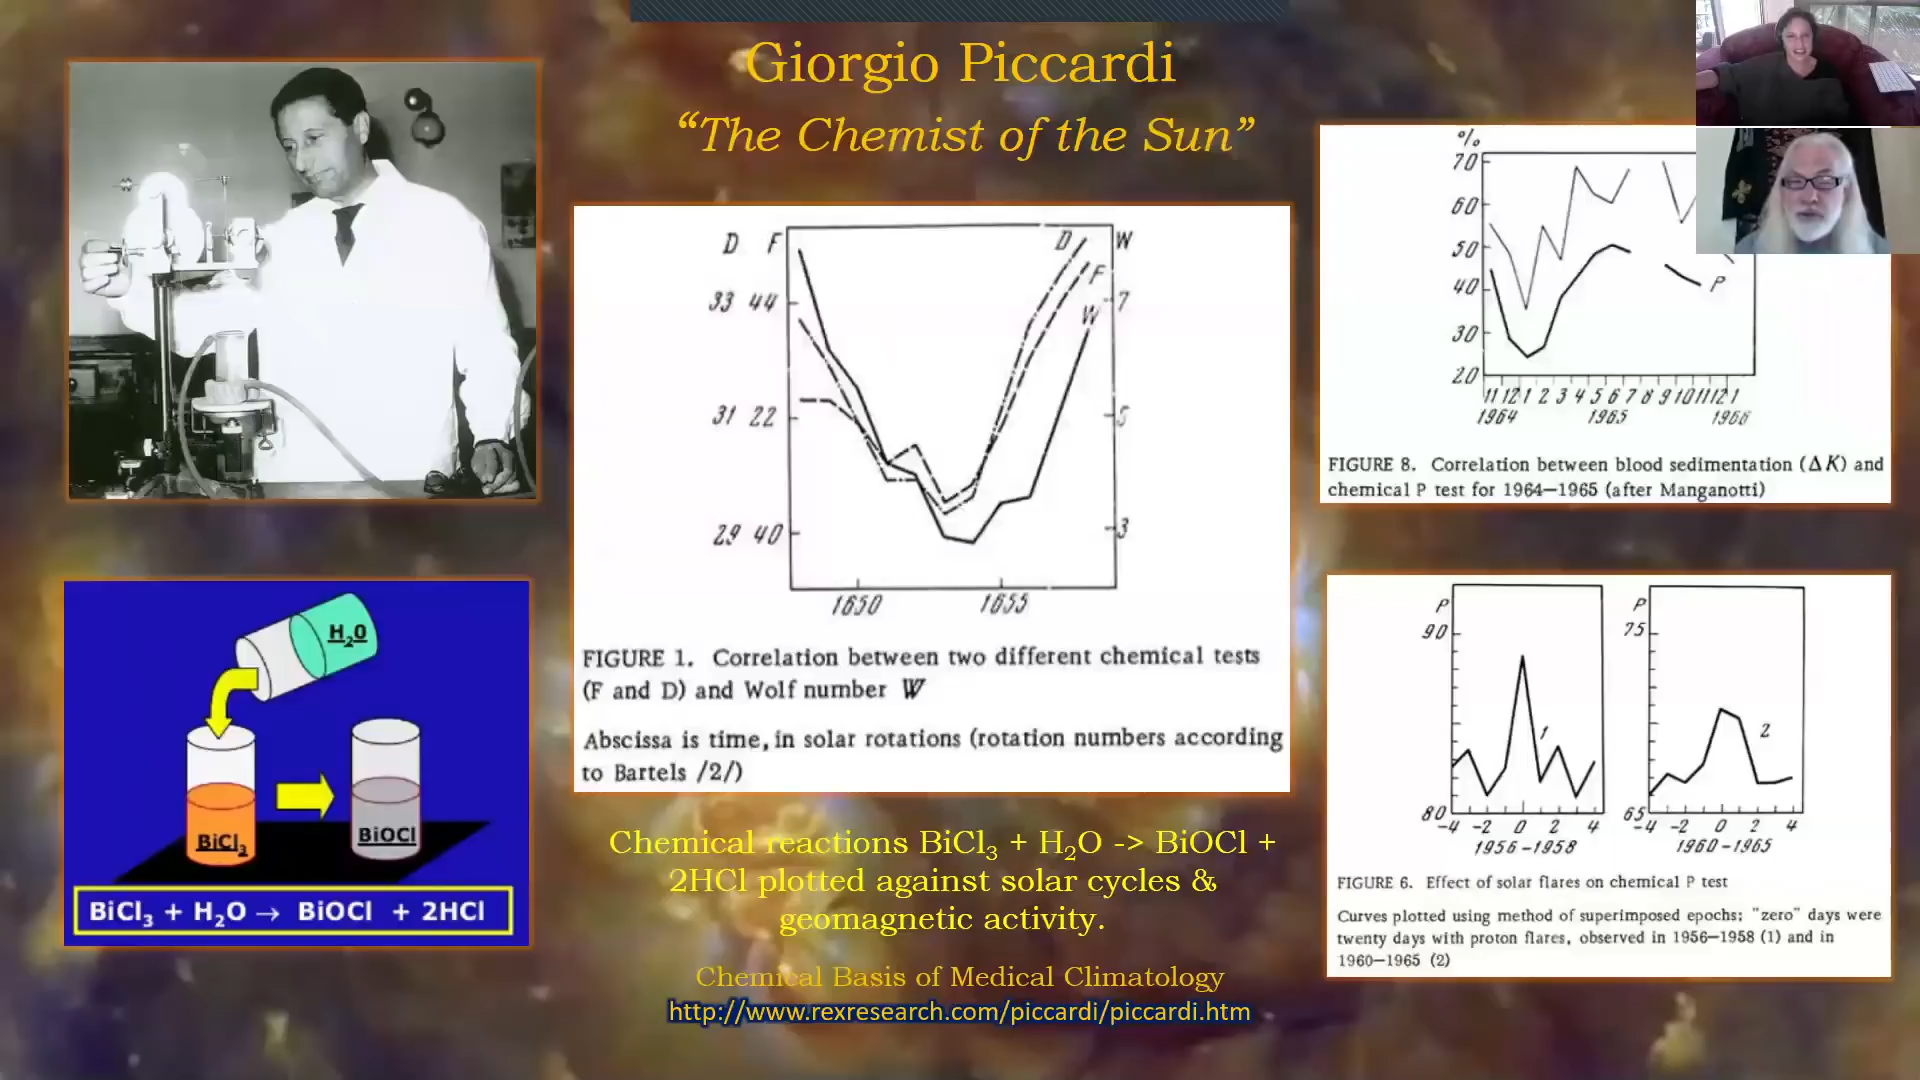 Giorgio Piccardi
“The Chemist of the Sun”
D F
33 44
31 22
29 40
D W
F
7
W
5
3
1650 1655
FIGURE 1. Correlation between two different chemical tests
(F and D) and Wolf number W
Abscissa is time, in solar rotations (rotation numbers according
to Bartels /2/)
%
70
60
50
40
30
20
P
11 12 1 2 3 4 5 6 7 8 9 10 11 12 1
1964 1965 1966
FIGURE 8. Correlation between blood sedimentation (ΔK) and
chemical P test for 1964—1965 (after Manganotti)
H2O
BiCl3
BiOCl
BiCl3 + H2O → BiOCl + 2HCl
Chemical reactions BiCl3 + H2O -> BiOCl +
2HCl plotted against solar cycles &
geomagnetic activity.
Chemical Basis of Medical Climatology
http://www.rexresearch.com/piccardi/piccardi.htm
P
90
80
1
-4 -2 0 2 4
1956-1958
P
75
65
2
-4 -2 0 2 4
1960-1965
FIGURE 6. Effect of solar flares on chemical P test
Curves plotted using method of superimposed epochs; "zero" days were
twenty days with proton flares, observed in 1956—1958 (1) and in
1960—1965 (2)